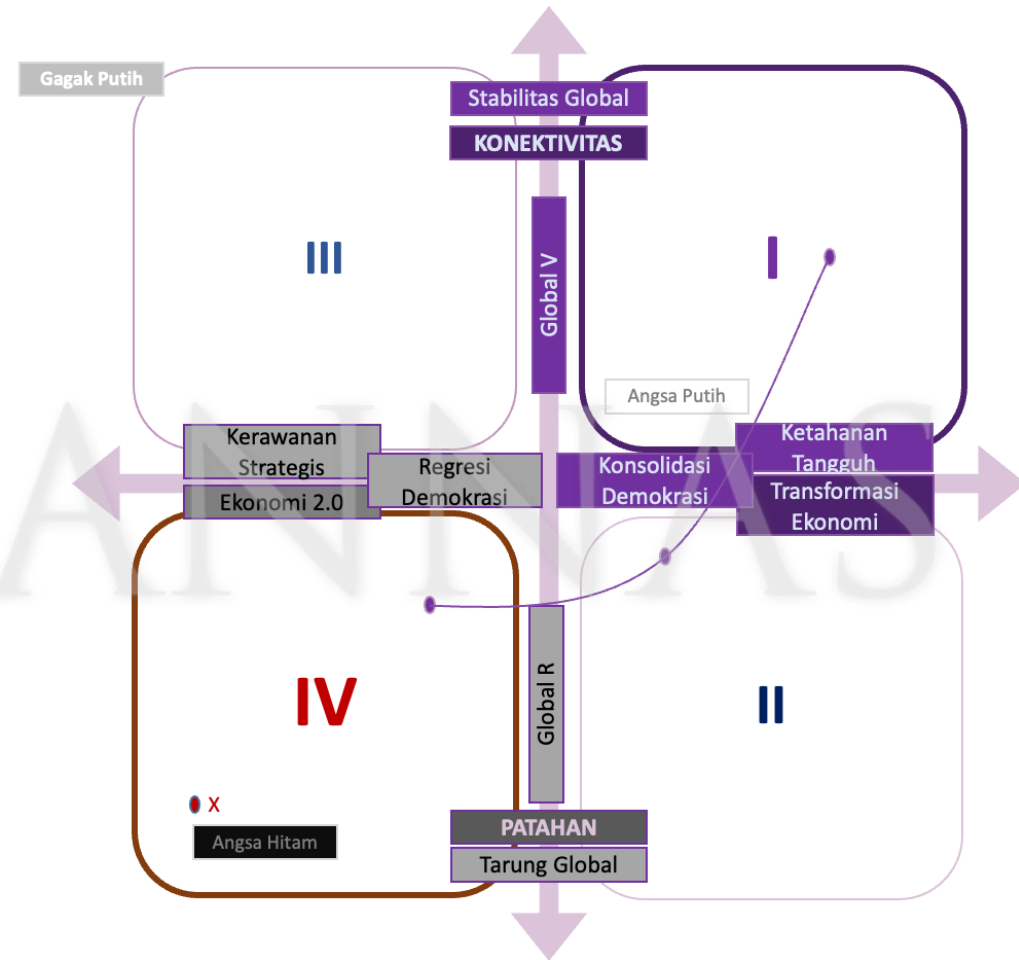 Gagak Putih
Stabilitas Global
KONEKTIVITAS
III
I
Global V
Angsa Putih
Kerawanan
Strategis
Ekonomi 2.0
Regresi
Demokrasi
Konsolidasi
Demokrasi
Ketahanan
Tangguh
Transformasi
Ekonomi
ANNAS
IV
Global R
II
X
Angsa Hitam
PATAHAN
Tarung Global